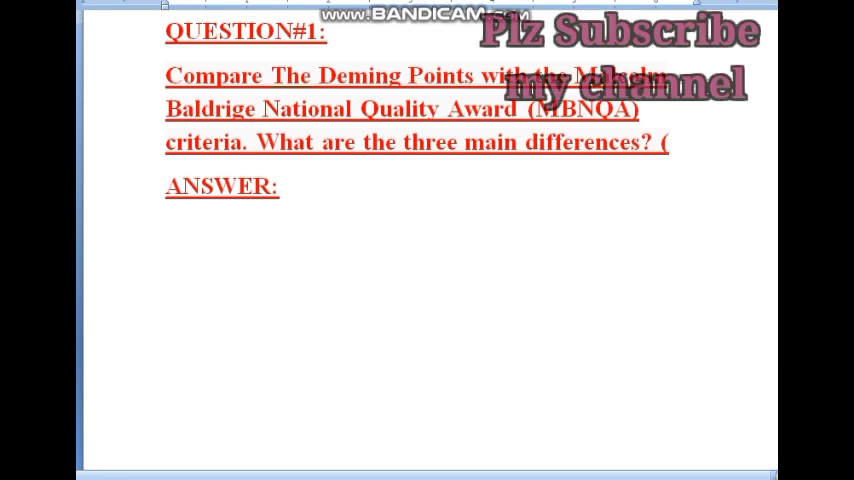 www.BANDICAM.com
Plz Subscribe
my channel
QUESTION#1:
Compare The Deming Points with the Malcolm
Baldrige National Quality Award (MBNQA)
criteria. What are the three main differences? (
ANSWER: